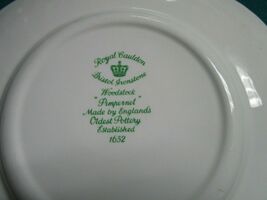 Royal Cauldon
Bristol Ironstone
Woodstock
"Pimpernel"
Made by Englands
Oldest Pottery
Established
1652